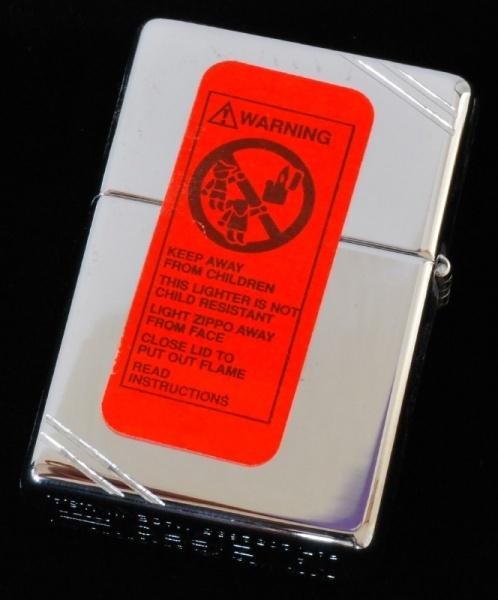 WARNING
KEEP AWAY
FROM CHILDREN
THIS LIGHTER IS NOT
CHILD RESISTANT
LIGHT ZIPPO AWAY
FROM FACE
CLOSE LID TO
PUT OUT FLAME
READ
INSTRUCTIONS